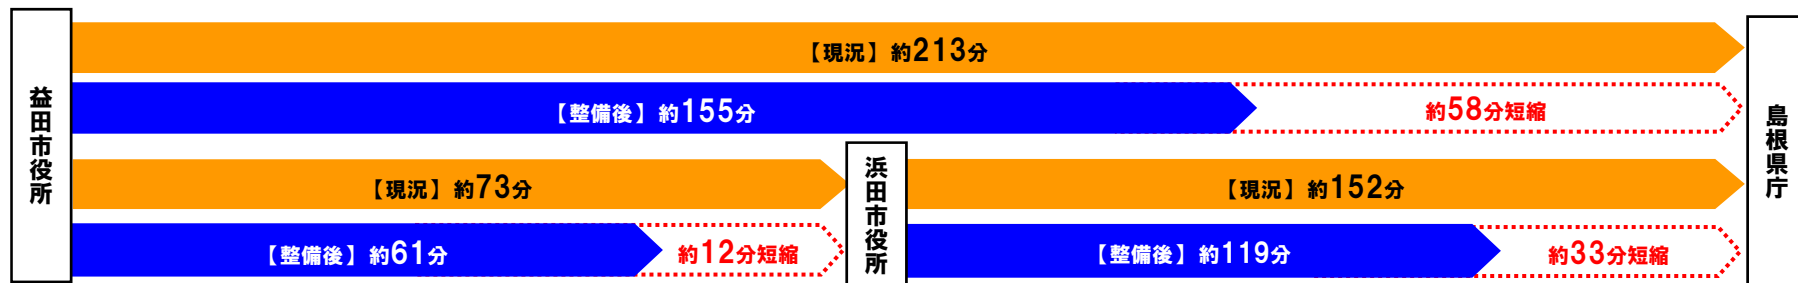 益田市役所
【現況】約213分
【整備後】約155分
約58分短縮
【現況】約73分
【整備後】約61分
約12分短縮
浜田市役所
【現況】約152分
【整備後】約119分
約33分短縮
島根県庁